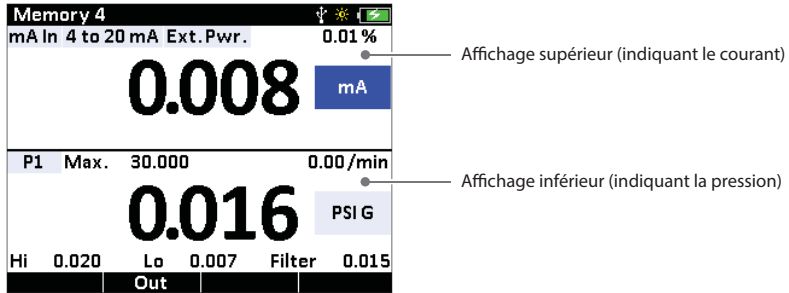 Memory 4
mA In 4 to 20 mA Ext.Pwr. 0.01 %
0.008 mA
Affichage supérieur (indiquant le courant)
P1 Max. 30.000 0.00 /min
0.016 PSI G
Affichage inférieur (indiquant la pression)
Hi 0.020 Lo 0.007 Filter 0.015
Out